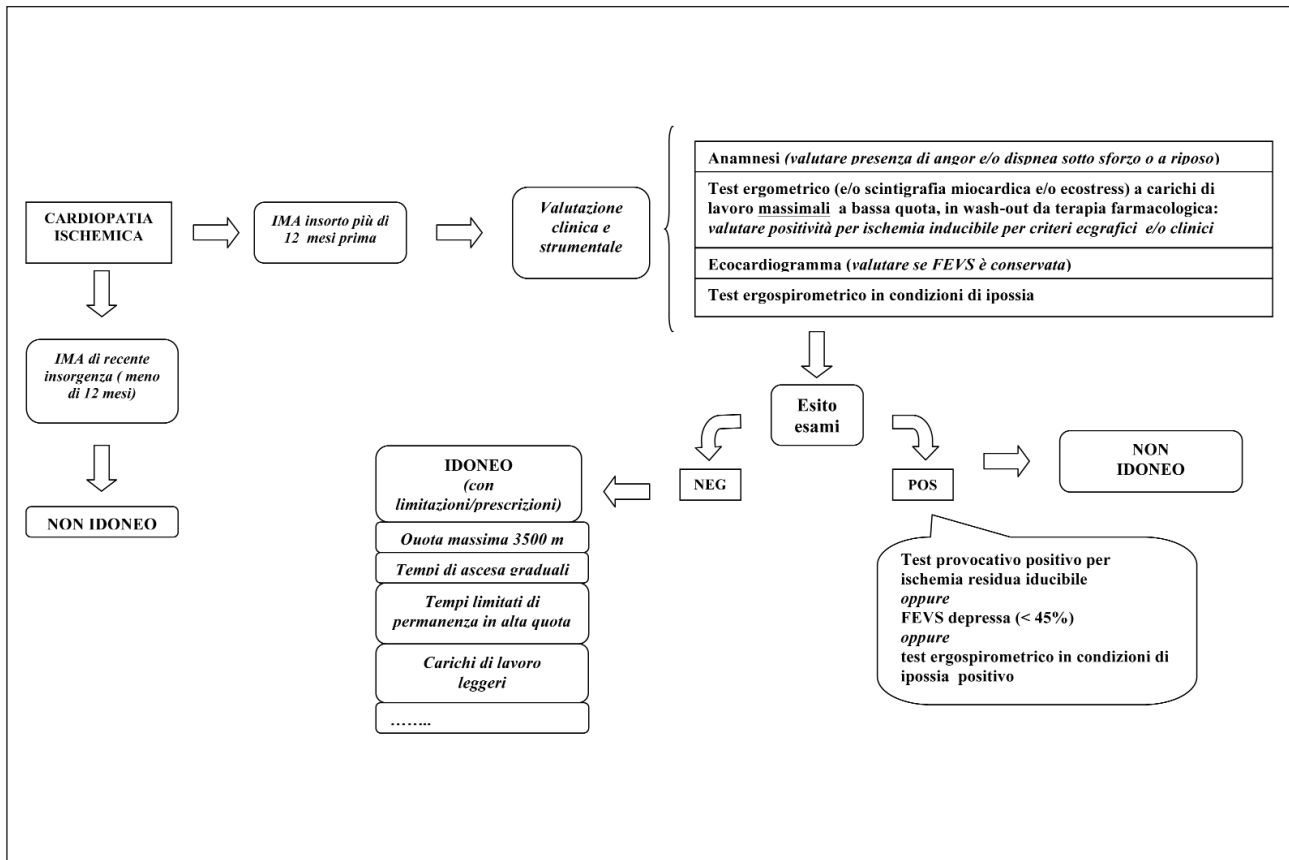 CARDIOPATIA
ISCHEMICA
IMA insorto più di
12 mesi prima
Valutazione
clinica e
strumentale
Anamnesi (valutare presenza di angor e/o dispnea sotto sforzo o a riposo)
Test ergometrico (e/o scintigrafia miocardica e/o ecostress) a carichi di
lavoro massimali a bassa quota, in wash-out da terapia farmacologica:
valutare positività per ischemia inducibile per criteri ecgrafici e/o clinici
Ecocardiogramma (valutare se FEVS è conservata)
Test ergospirometrico in condizioni di ipossia
IMA di recente
insorgenza ( meno
di 12 mesi)
NON IDONEO
Esito
esami
NEG
POS
NON
IDONEO
IDONEO
(con
limitazioni/prescrizioni)
Quota massima 3500 m
Tempi di ascesa graduali
Tempi limitati di
permanenza in alta quota
Carichi di lavoro
leggeri
……..
Test provocativo positivo per
ischemia residua iducibile
oppure
FEVS depressa (< 45%)
oppure
test ergospirometrico in condizioni di
ipossia positivo